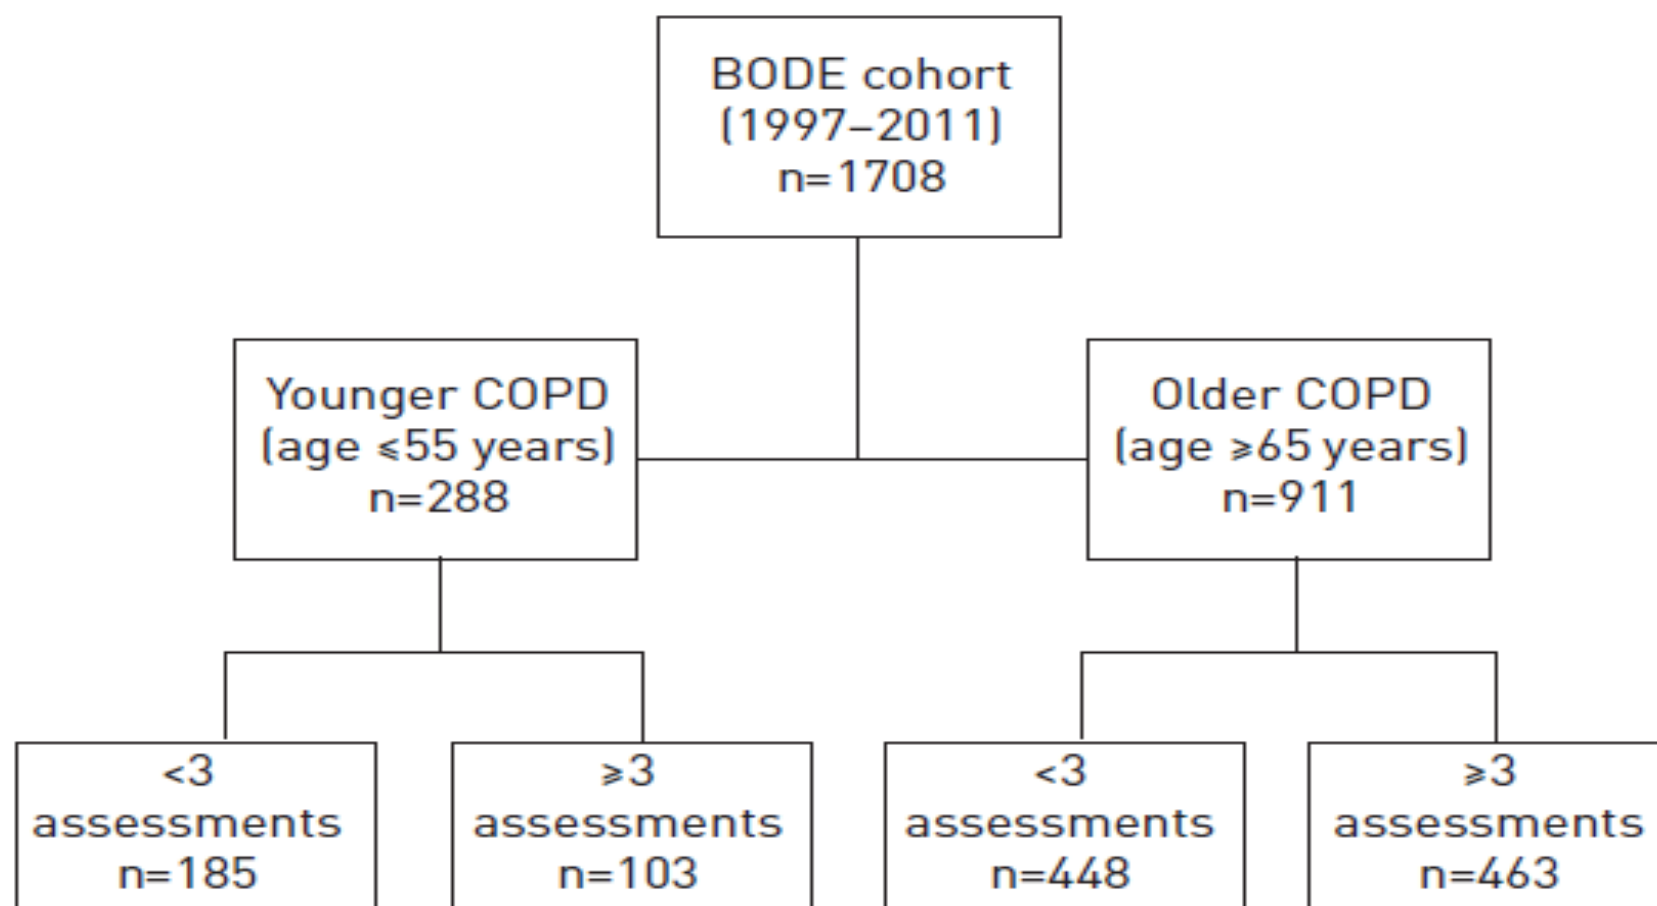 BODE cohort
(1997–2011)
n=1708
Younger COPD
(age ⩽55 years)
n=288
Older COPD
(age ⩾65 years)
n=911
<3
assessments
n=185
⩾3
assessments
n=103
<3
assessments
n=448
⩾3
assessments
n=463